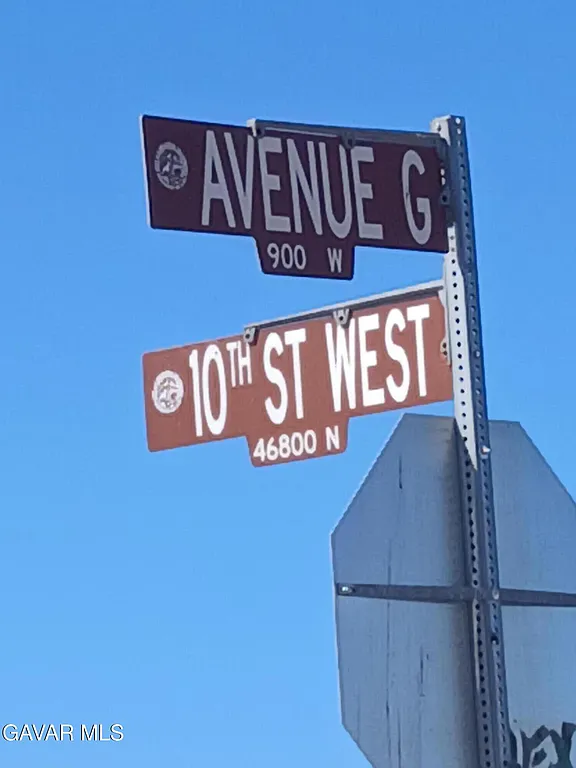 AVENUE G
900 W
10TH ST WEST
46800 N
GAVAR MLS